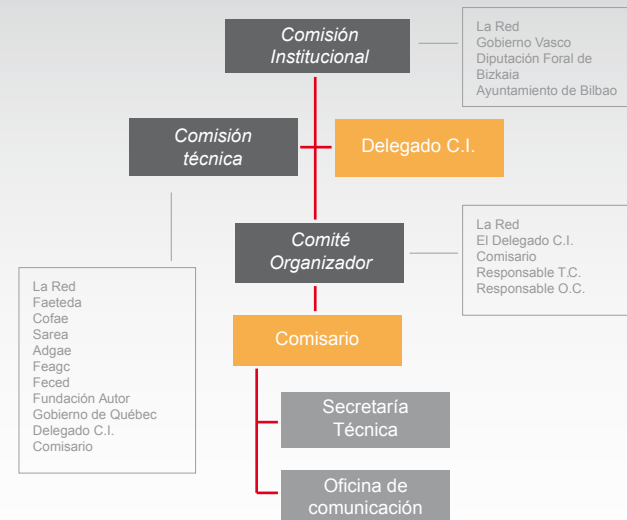 Comisión
Institucional
La Red
Gobierno Vasco
Diputación Foral de
Bizkaia
Ayuntamiento de Bilbao
Comisión
técnica
Delegado C.I.
Comité
Organizador
La Red
El Delegado C.I.
Comisario
Responsable T.C.
Responsable O.C.
La Red
Faeteda
Cofae
Sarea
Adgae
Feagc
Feced
Fundación Autor
Gobierno de Québec
Delegado C.I.
Comisario
Comisario
Secretaría
Técnica
Oficina de
comunicación